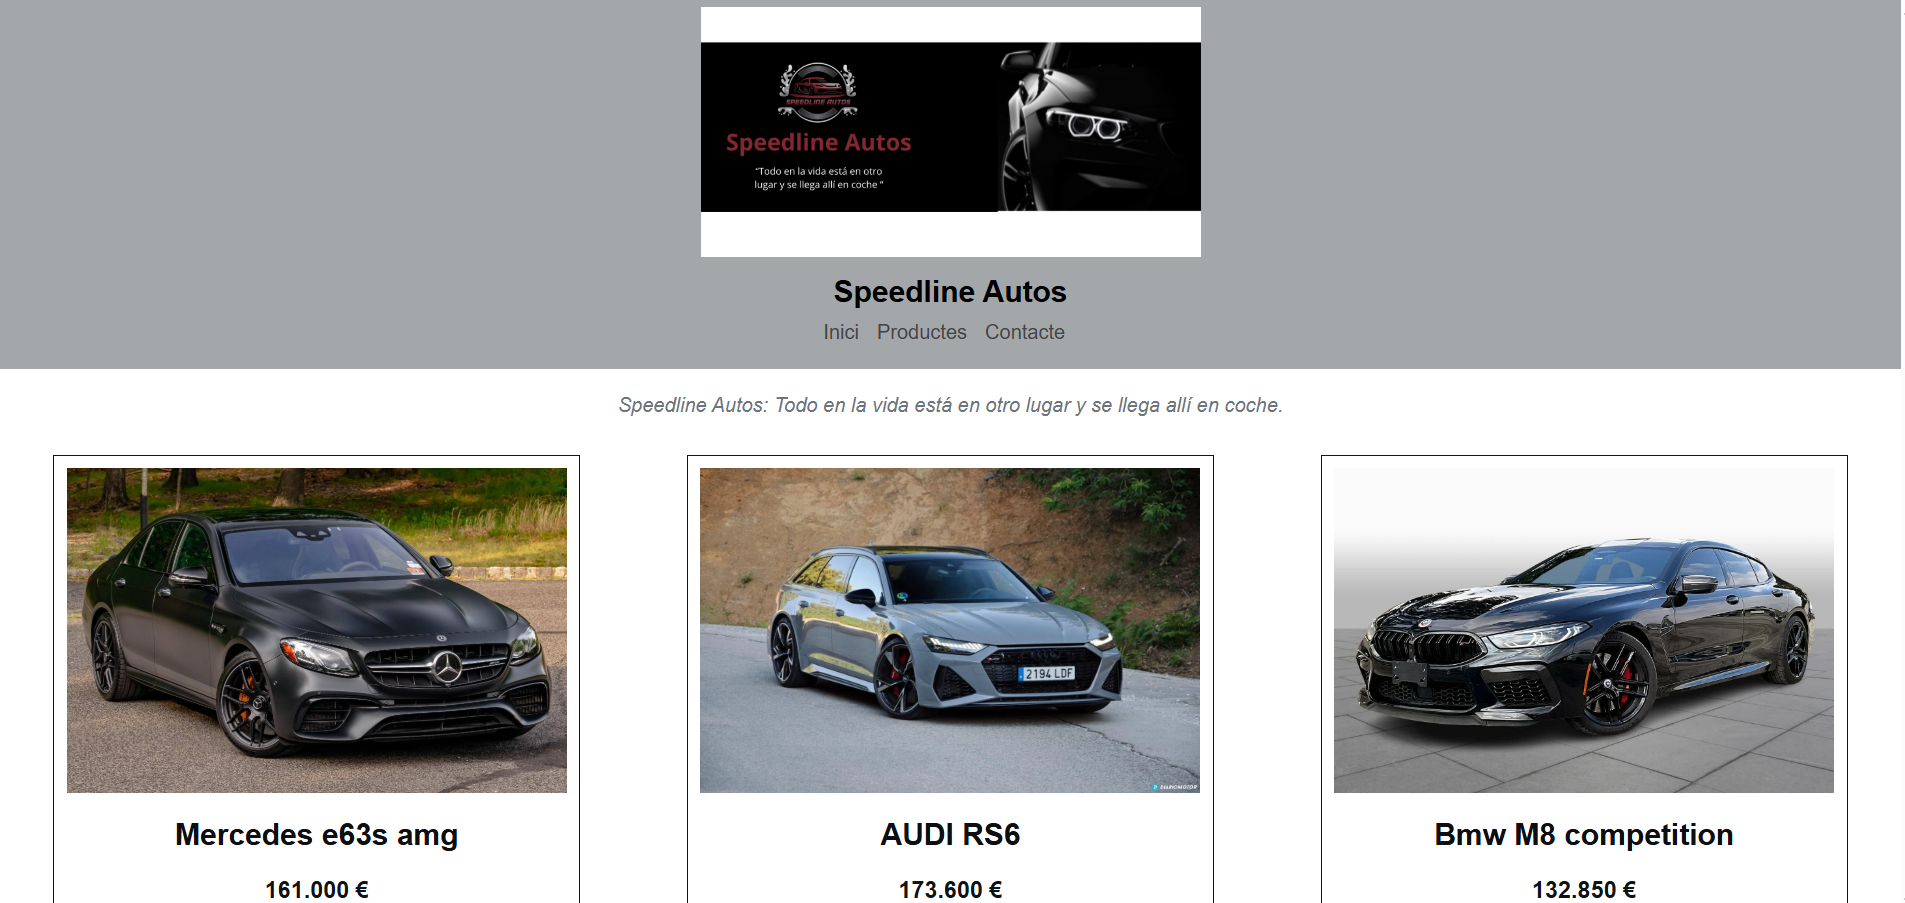 SPEEDLINE AUTOS
Speedline Autos
“Todo en la vida está en otro
lugar y se llega allí en coche “
Speedline Autos
Inici Productes Contacte
Speedline Autos: Todo en la vida está en otro lugar y se llega allí en coche.
2194 LDF
DIARIOMOTOR
Mercedes e63s amg
AUDI RS6
Bmw M8 competition
161.000 €
173.600 €
132.850 €